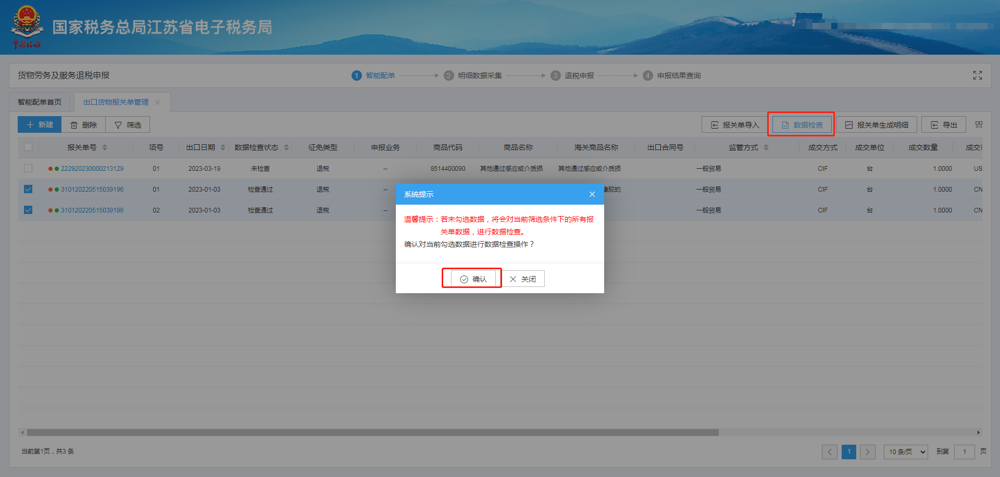 国家税务总局江苏省电子税务局
中国税务
货物劳务及服务退税申报
1 智能配单 2 明细数据采集 3 退税申报 4 申报结果查询
智能配单首页 出口货物报关单管理
新建 删除 筛选 报关单导入 数据检查 报关单生成明细 导出
报关单号 项号 出口日期 数据检查状态 征免类型 申报业务 商品代码 商品名称 海关商品名称 出口合同号 监管方式 成交方式 成交单位 成交数量 成交
222920230000213129 01 2023-03-19 未检查 退税 -- 8514400090 其他通过感应或介质损 其他通过感应或介质损 一般贸易 CIF 台 1.0000 US
310120220515039196 01 2023-01-03 检查通过 退税 -- 橡胶的 一般贸易 CIF 台 1.0000 CN
310120220515039196 02 2023-01-03 检查通过 退税 -- 一般贸易 CIF 台 1.0000 CN
系统提示
温馨提示：若未勾选数据，将会对当前筛选条件下的所有报
关单数据，进行数据检查。
确认对当前勾选数据进行数据检查操作？
确认 关闭
当前第1页，共3 条 1 10 条/页 到第 1 页